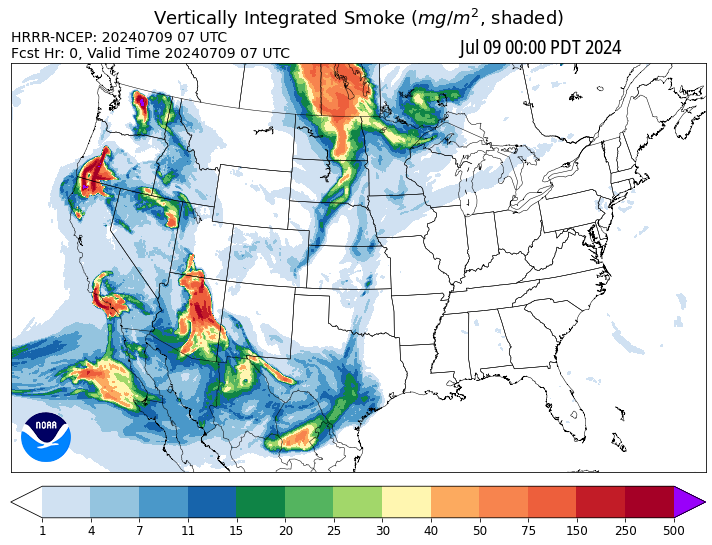 Vertically Integrated Smoke (mg/m², shaded)
HRRR-NCEP: 20240709 07 UTC
Fcst Hr: 0, Valid Time 20240709 07 UTC
Jul 09 00:00 PDT 2024
NOAA
1 4 7 11 15 20 25 30 40 50 75 150 250 500